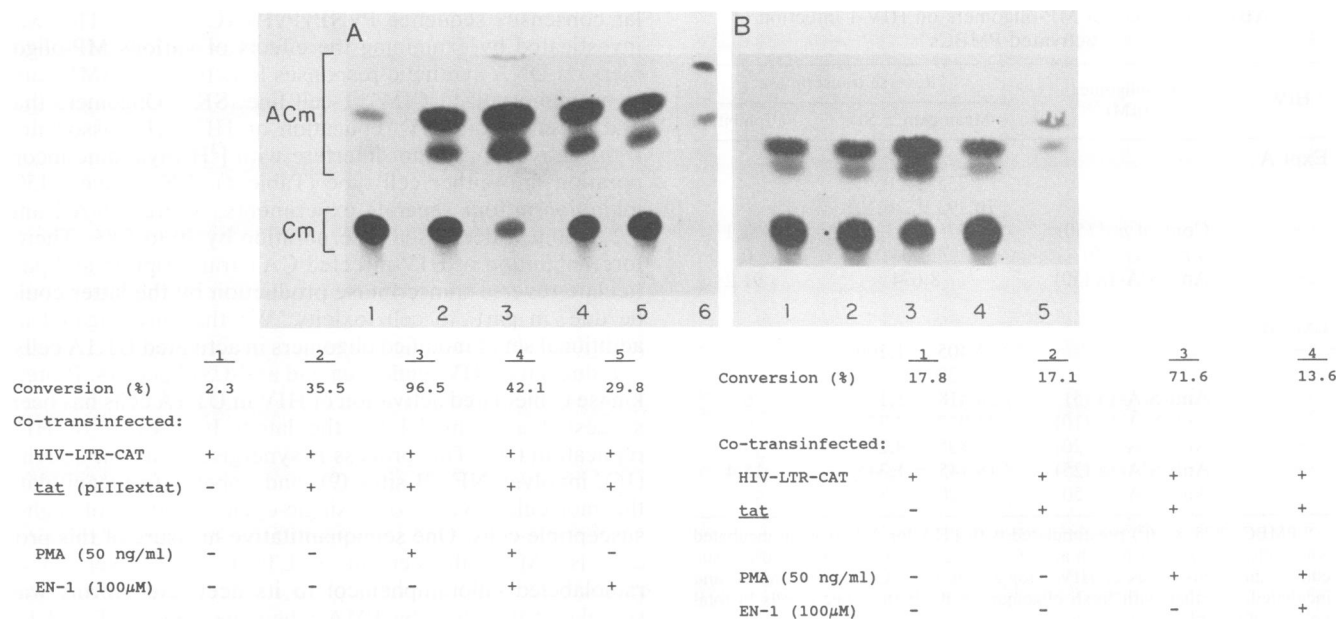 A
B
ACm
Cm
1 2 3 4 5 6
1 2 3 4 5
1 2 3 4 5
Conversion (%) 2.3 35.5 96.5 42.1 29.8
Co-transinfected:
HIV-LTR-CAT + + + + +
tat (pIIIextat) - + + + +
PMA (50 ng/ml) - - + + -
EN-1 (100µM) - - - + +
1 2 3 4
Conversion (%) 17.8 17.1 71.6 13.6
Co-transinfected:
HIV-LTR-CAT + + + +
tat - + + +
PMA (50 ng/ml) - - + +
EN-1 (100µM) - - - +